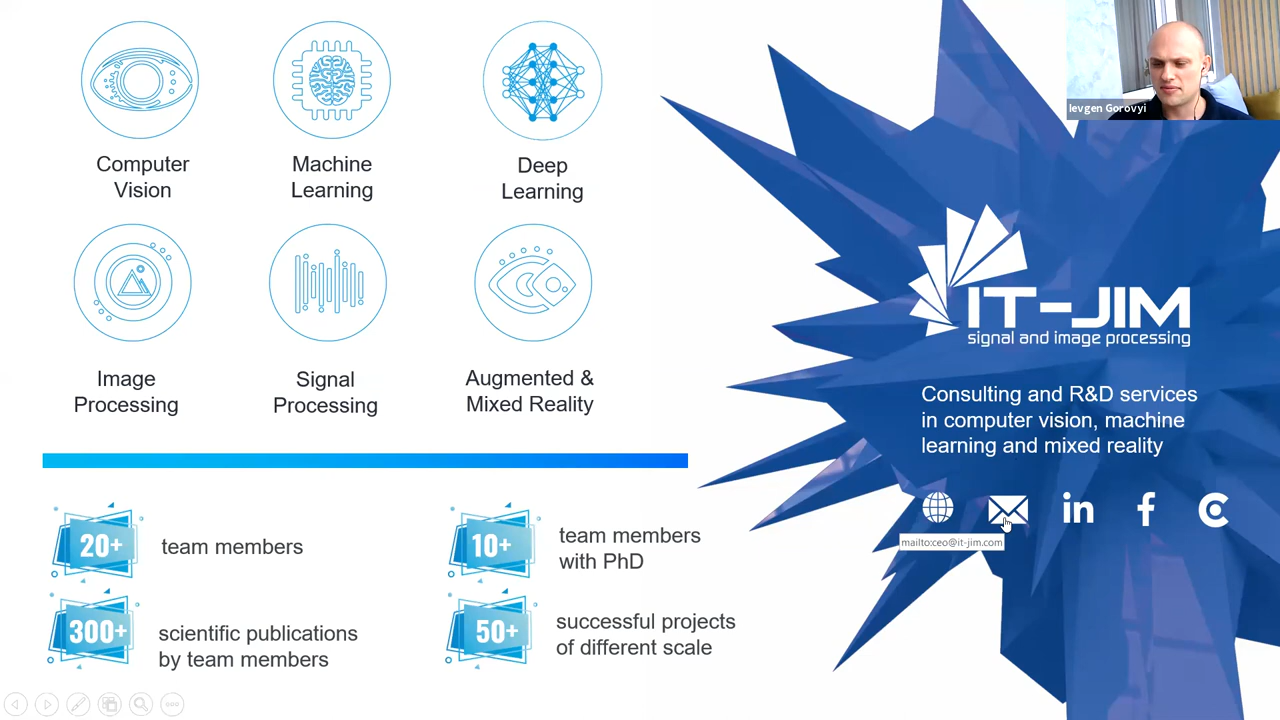 Computer
Vision
Machine
Learning
Deep
Learning
Image
Processing
Signal
Processing
Augmented &
Mixed Reality
20+
team members
10+
team members
with PhD
300+
scientific publications
by team members
50+
successful projects
of different scale
Ievgen Gorovyi
IT-JIM
signal and image processing
Consulting and R&D services
in computer vision, machine
learning and mixed reality
in
f
mailto:ceo@it-jim.com